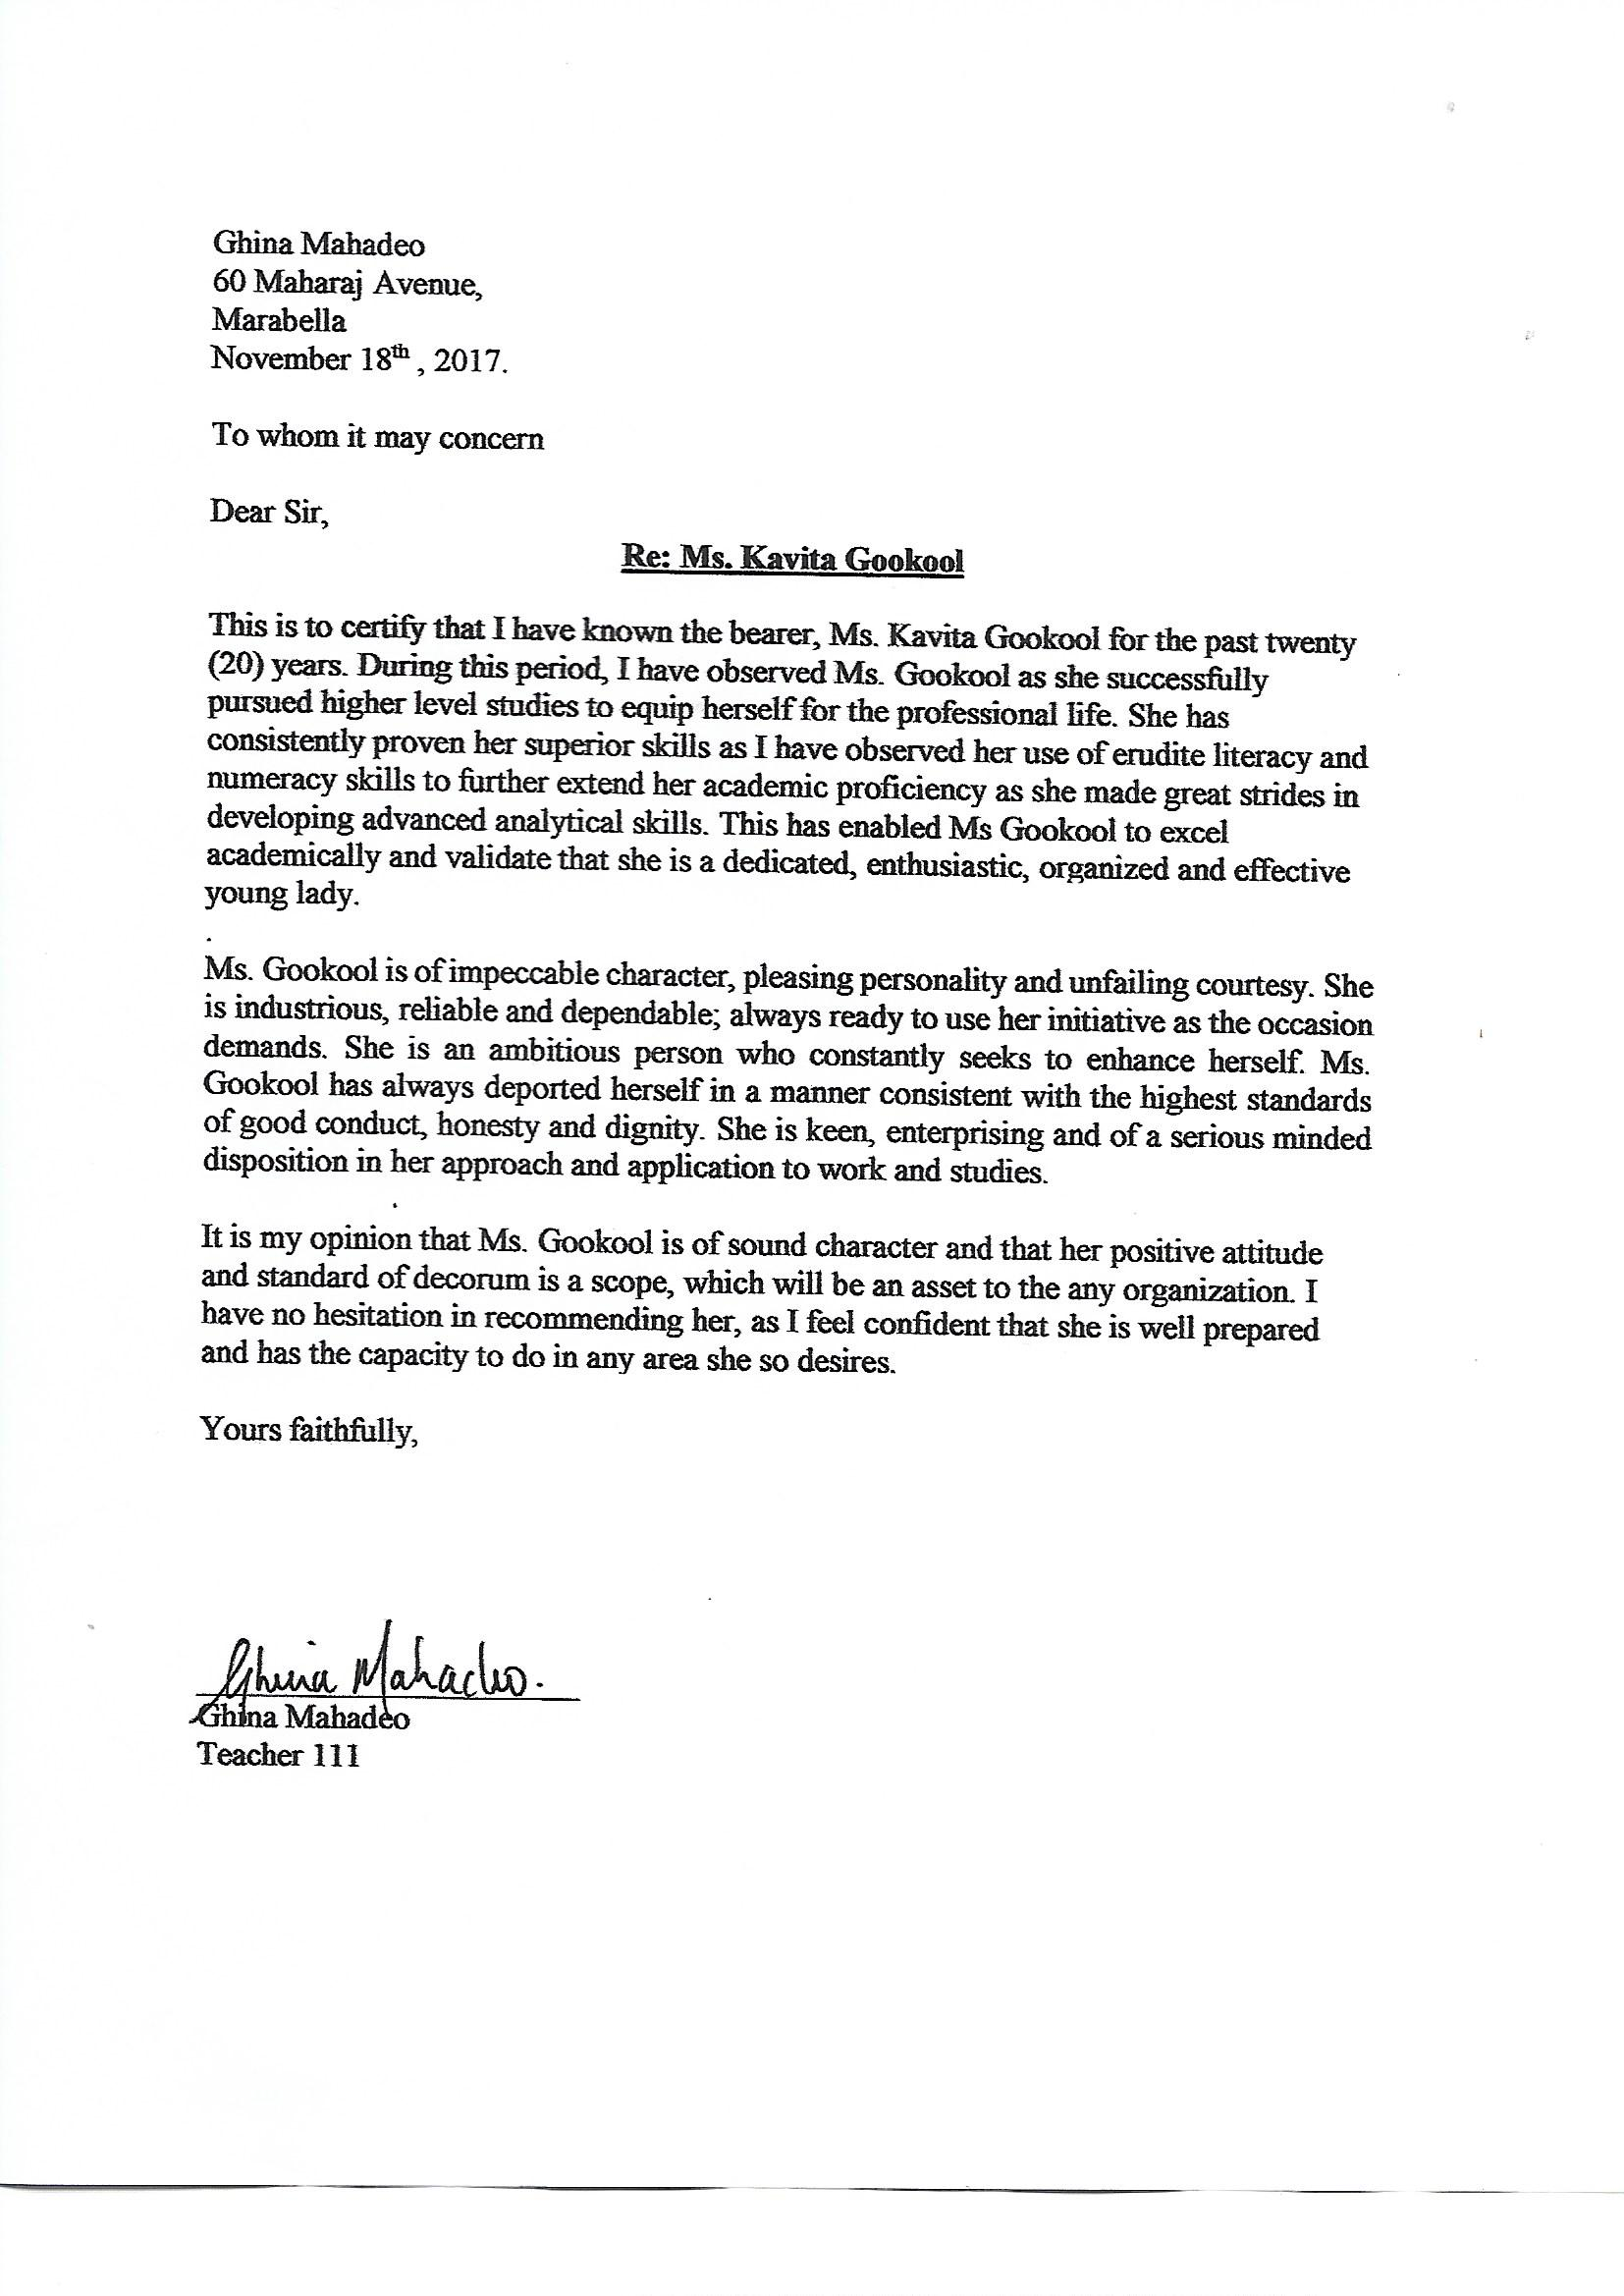 Ghina Mahadeo
60 Maharaj Avenue,
Marabella
November 18th , 2017.
To whom it may concern
Dear Sir,
Re: Ms. Kavita Gookool
This is to certify that I have known the bearer, Ms. Kavita Gookool for the past twenty
(20) years. During this period, I have observed Ms. Gookool as she successfully
pursued higher level studies to equip herself for the professional life. She has
consistently proven her superior skills as I have observed her use of erudite literacy and
numeracy skills to further extend her academic proficiency as she made great strides in
developing advanced analytical skills. This has enabled Ms Gookool to excel
academically and validate that she is a dedicated, enthusiastic, organized and effective
young lady.
.
Ms. Gookool is of impeccable character, pleasing personality and unfailing courtesy. She
is industrious, reliable and dependable; always ready to use her initiative as the occasion
demands. She is an ambitious person who constantly seeks to enhance herself. Ms.
Gookool has always deported herself in a manner consistent with the highest standards
of good conduct, honesty and dignity. She is keen, enterprising and of a serious minded
disposition in her approach and application to work and studies.
It is my opinion that Ms. Gookool is of sound character and that her positive attitude
and standard of decorum is a scope, which will be an asset to the any organization. I
have no hesitation in recommending her, as I feel confident that she is well prepared
and has the capacity to do in any area she so desires.
Yours faithfully,
Ghina Mahadeo.
Ghina Mahadeo
Teacher 111